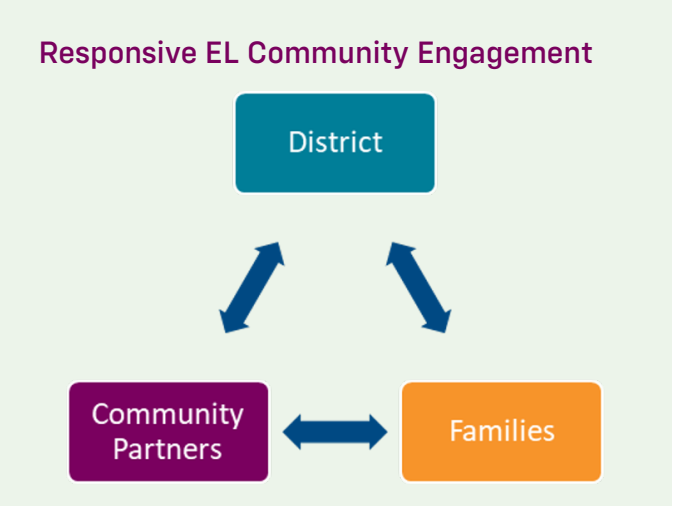 Responsive EL Community Engagement
District
Community
Partners
Families